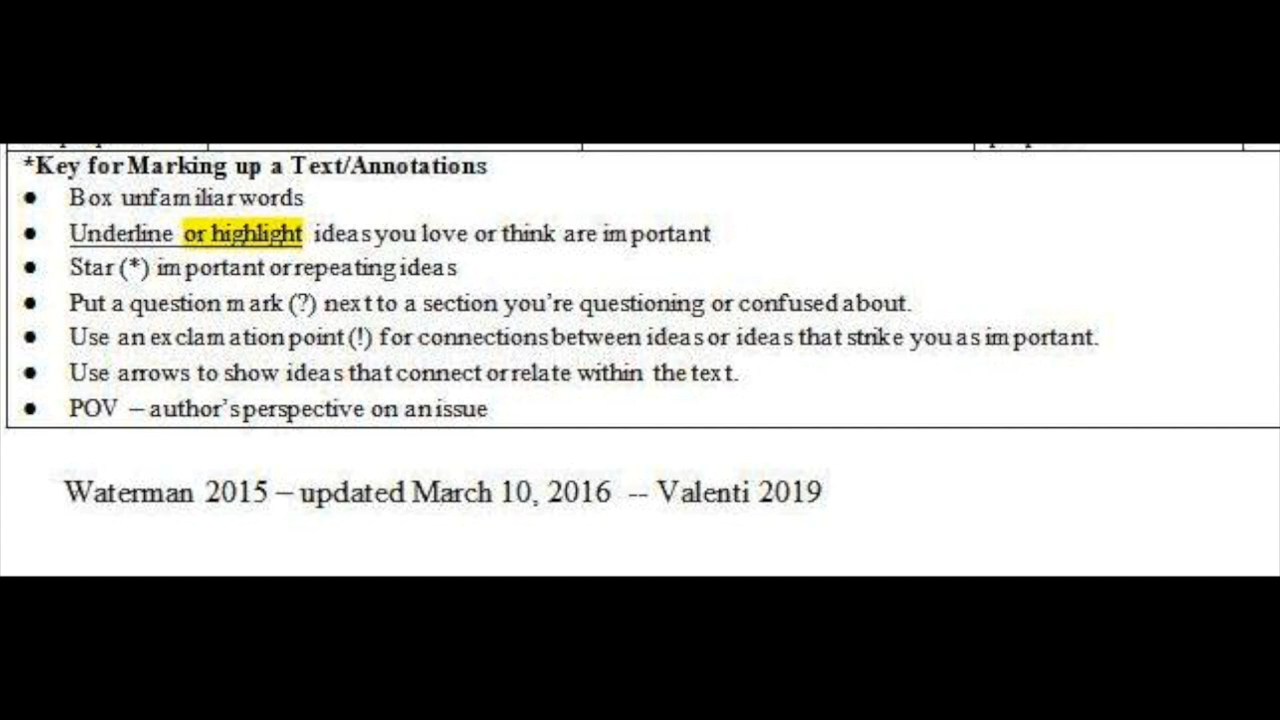 *Key for Marking up a Text/Annotations
● Box unfamiliar words
● Underline or highlight ideas you love or think are important
● Star (*) important or repeating ideas
● Put a question mark (?) next to a section you're questioning or confused about.
● Use an exclamation point (!) for connections between ideas or ideas that strike you as important.
● Use arrows to show ideas that connect or relate within the text.
● POV – author's perspective on an issue
Waterman 2015 – updated March 10, 2016 -- Valenti 2019